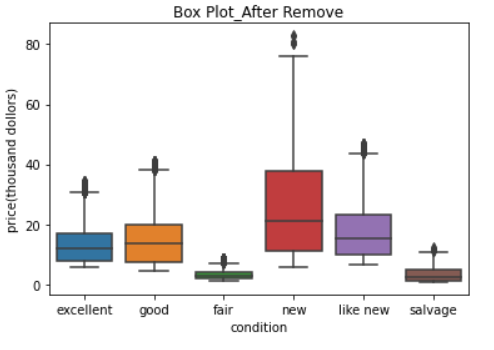 Box Plot_After Remove
price(thousand dollors)
80
60
40
20
0
excellent good fair new like new salvage
condition